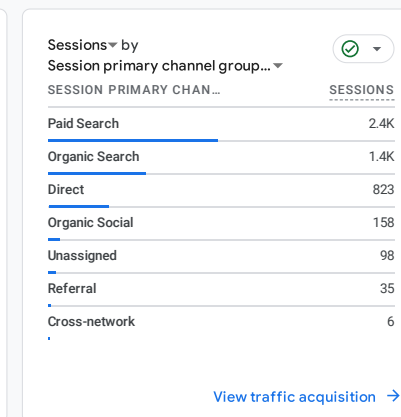 Sessions by
Session primary channel group...
SESSION PRIMARY CHAN... SESSIONS
Paid Search 2.4K
Organic Search 1.4K
Direct 823
Organic Social 158
Unassigned 98
Referral 35
Cross-network 6
View traffic acquisition →